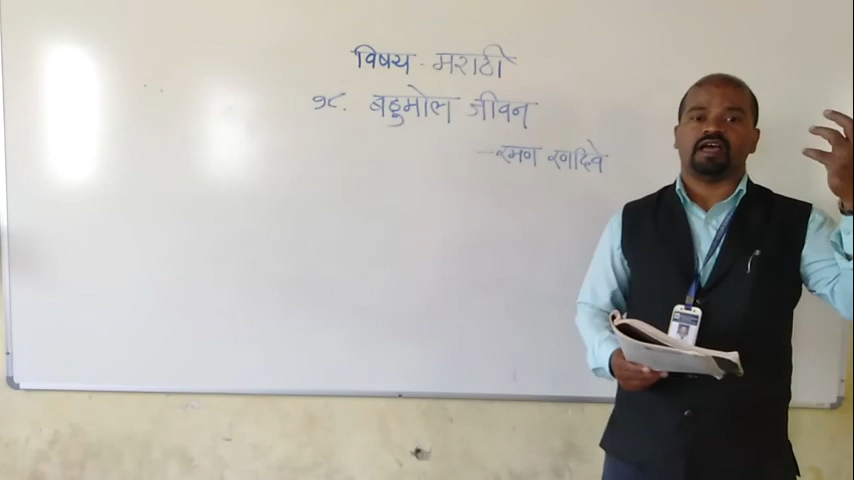 विषय - मराठी
१८. बहुमोल जीवन
- रमण रणदिवे